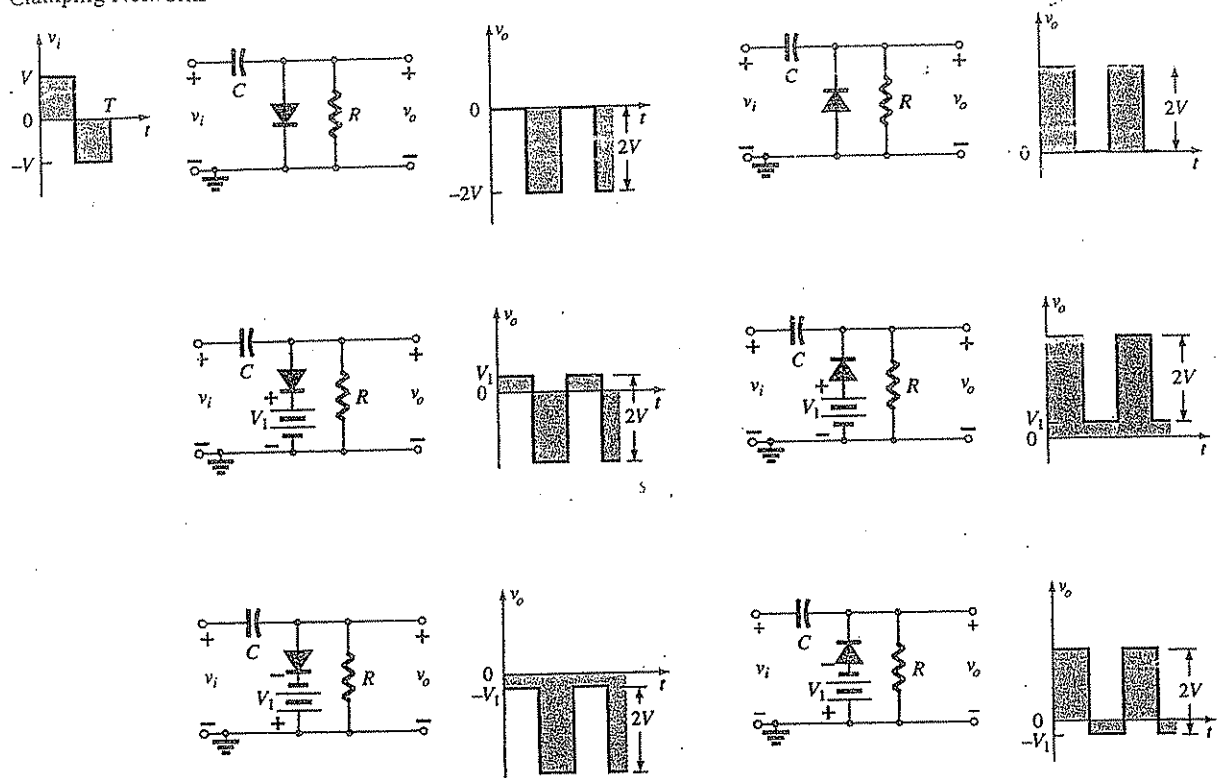 Clamping Networks
v_i
V
0
-V
T
t
+ C +
v_i R v_o
- -
v_o
0
t
2V
-2V
+ C +
v_i R v_o
- -
v_o
2V
0
t
+ C +
v_i + V_1 - R v_o
- -
v_o
V_1
0
t
2V
+ C +
v_i + V_1 - R v_o
- -
v_o
2V
V_1
0
t
+ C +
v_i - V_1 + R v_o
- -
v_o
0
-V_1
t
2V
+ C +
v_i - V_1 + R v_o
- -
v_o
2V
0
-V_1
t